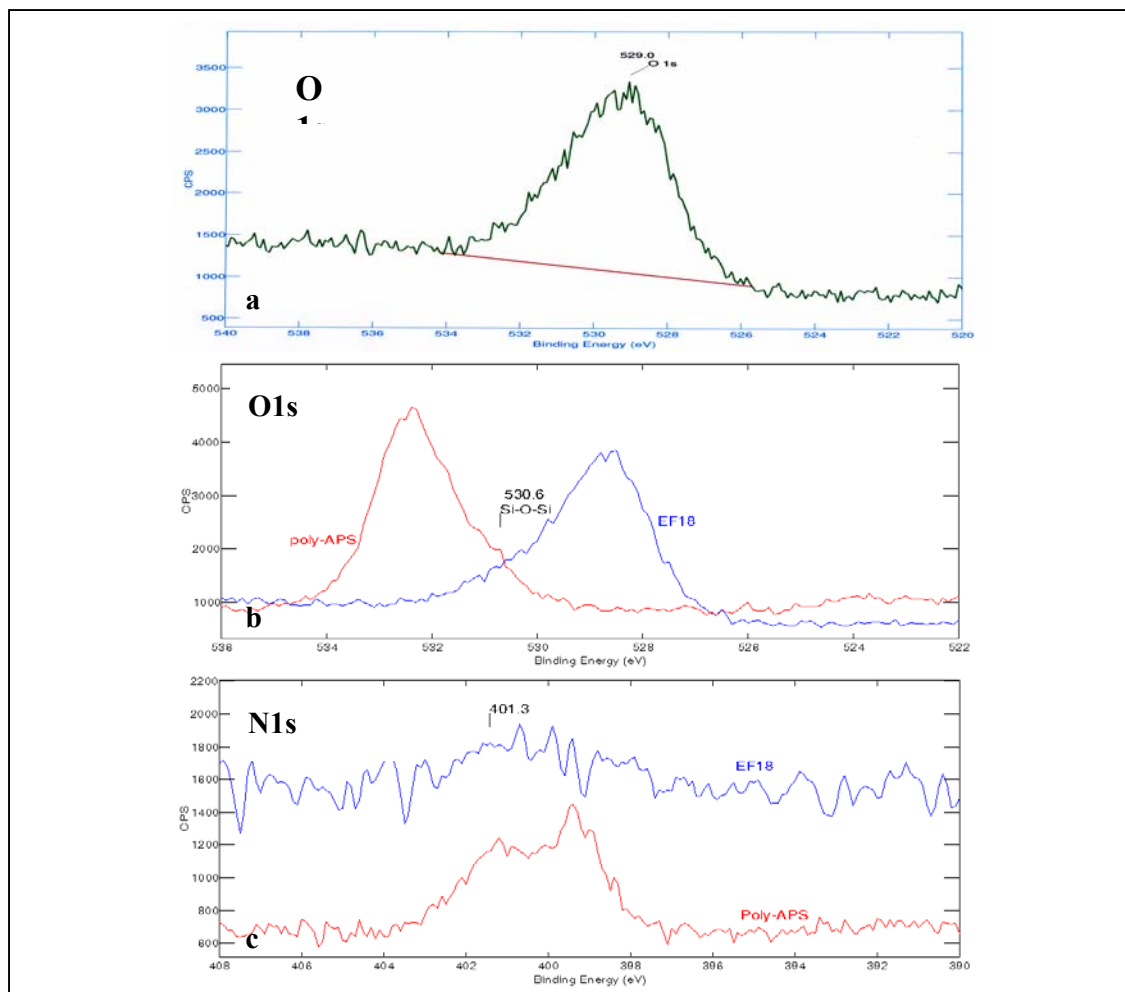 529.0
O 1s
O
1s
3500
3000
2500
2000
1500
1000
500
CPS
a
540 538 536 534 532 530 528 526 524 522 520
Binding Energy (eV)
O1s
5000
4000
3000
2000
1000
CPS
530.6
Si-O-Si
poly-APS
EF18
b
536 534 532 530 528 526 524 522
Binding Energy (eV)
N1s
2200
2000
1800
1600
1400
1200
1000
800
600
CPS
401.3
EF18
Poly-APS
c
408 406 404 402 400 398 396 394 392 390
Binding Energy (eV)